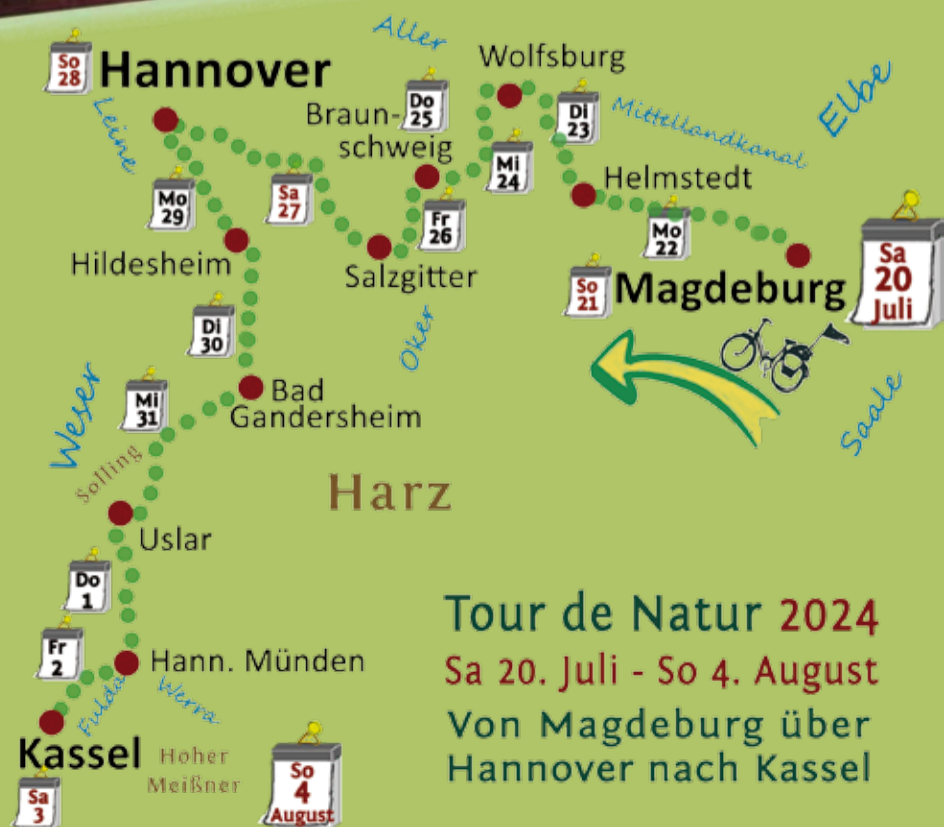 Aller
So
28
Hannover
Wolfsburg
Elbe
Leine
Do
25
Braun-
schweig
Di
23
Mittellandkanal
Mi
24
Helmstedt
Mo
29
Sa
27
Fr
26
Mo
22
Sa
20
Juli
Hildesheim
Salzgitter
So
21
Magdeburg
Di
30
Oker
Weser
Mi
31
Bad
Gandersheim
Saale
Solling
Harz
Uslar
Do
1
Tour de Natur 2024
Sa 20. Juli - So 4. August
Von Magdeburg über
Hannover nach Kassel
Fr
2
Hann. Münden
Fulda
Werra
Kassel
Hoher
Meißner
Sa
3
So
4
August